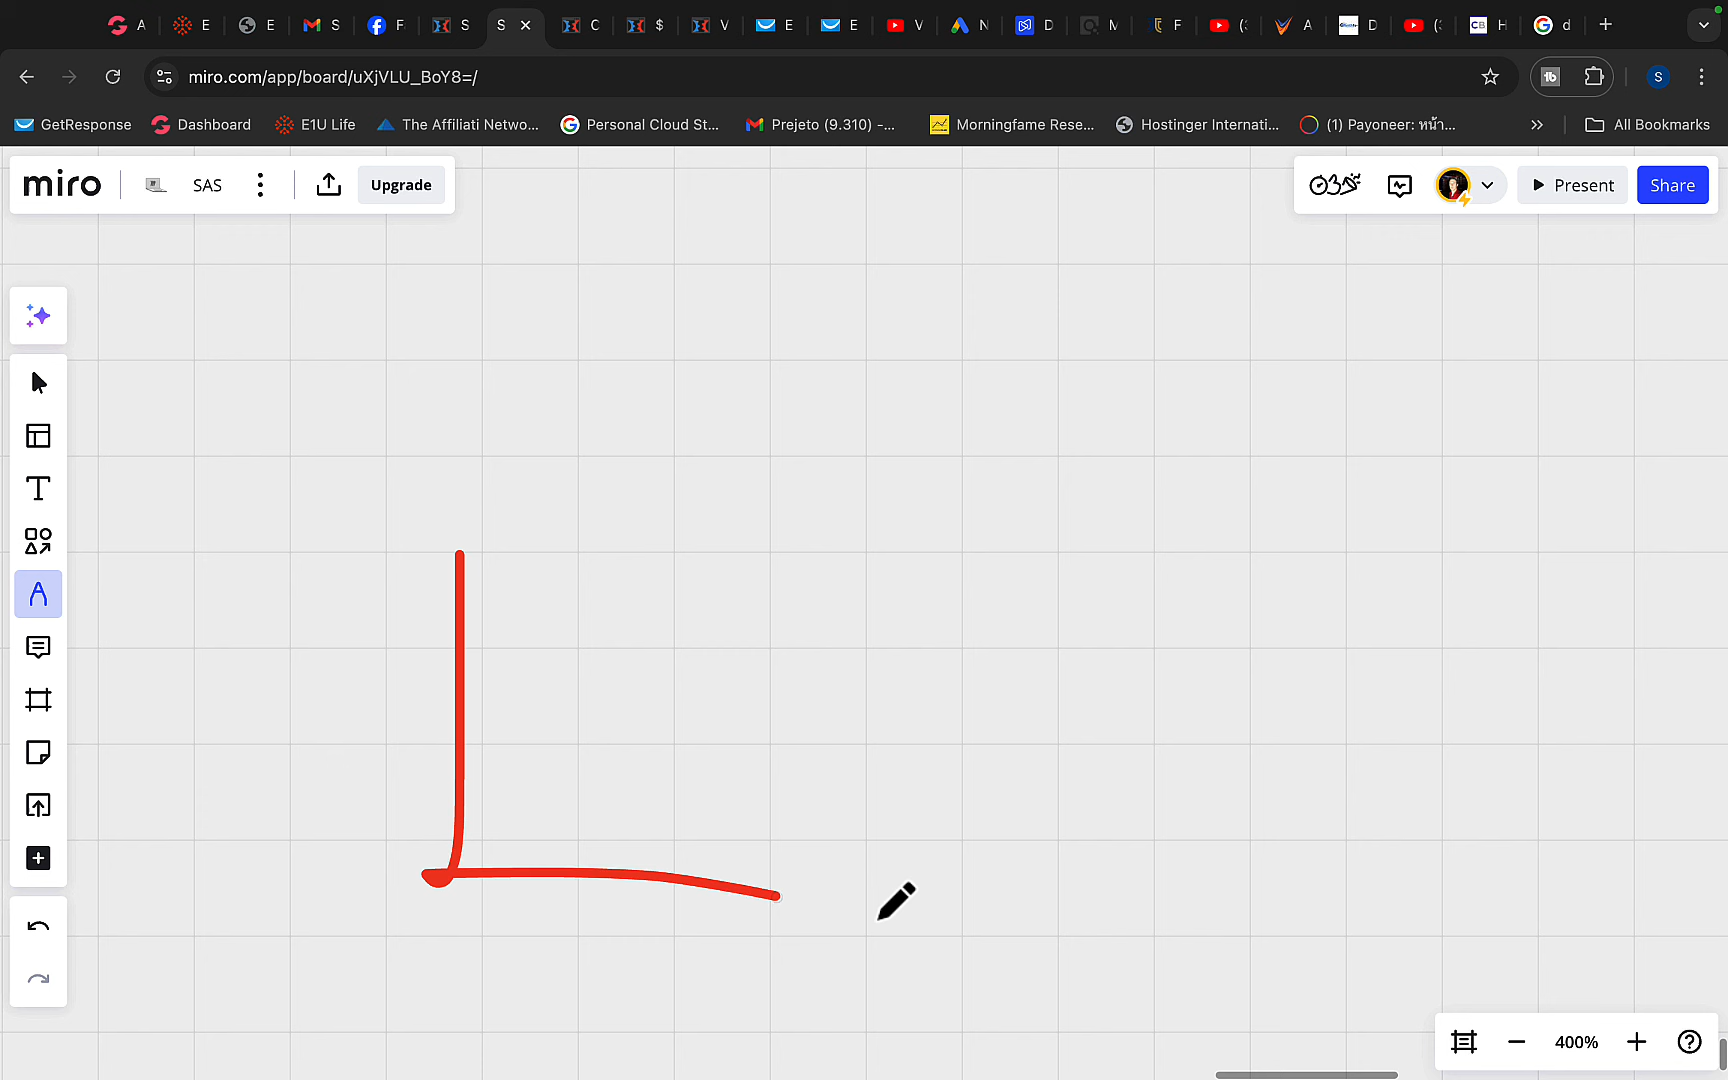 A E E S F S S C $ V E E V N D M F ( A D ( H d
miro.com/app/board/uXjVLU_BoY8=/ S
GetResponse Dashboard E1U Life The Affiliati Netwo... Personal Cloud St... Prejeto (9.310) -... Morningfame Rese... Hostinger Internati... (1) Payoneer: หน้า... » All Bookmarks
miro SAS Upgrade Present Share
400%